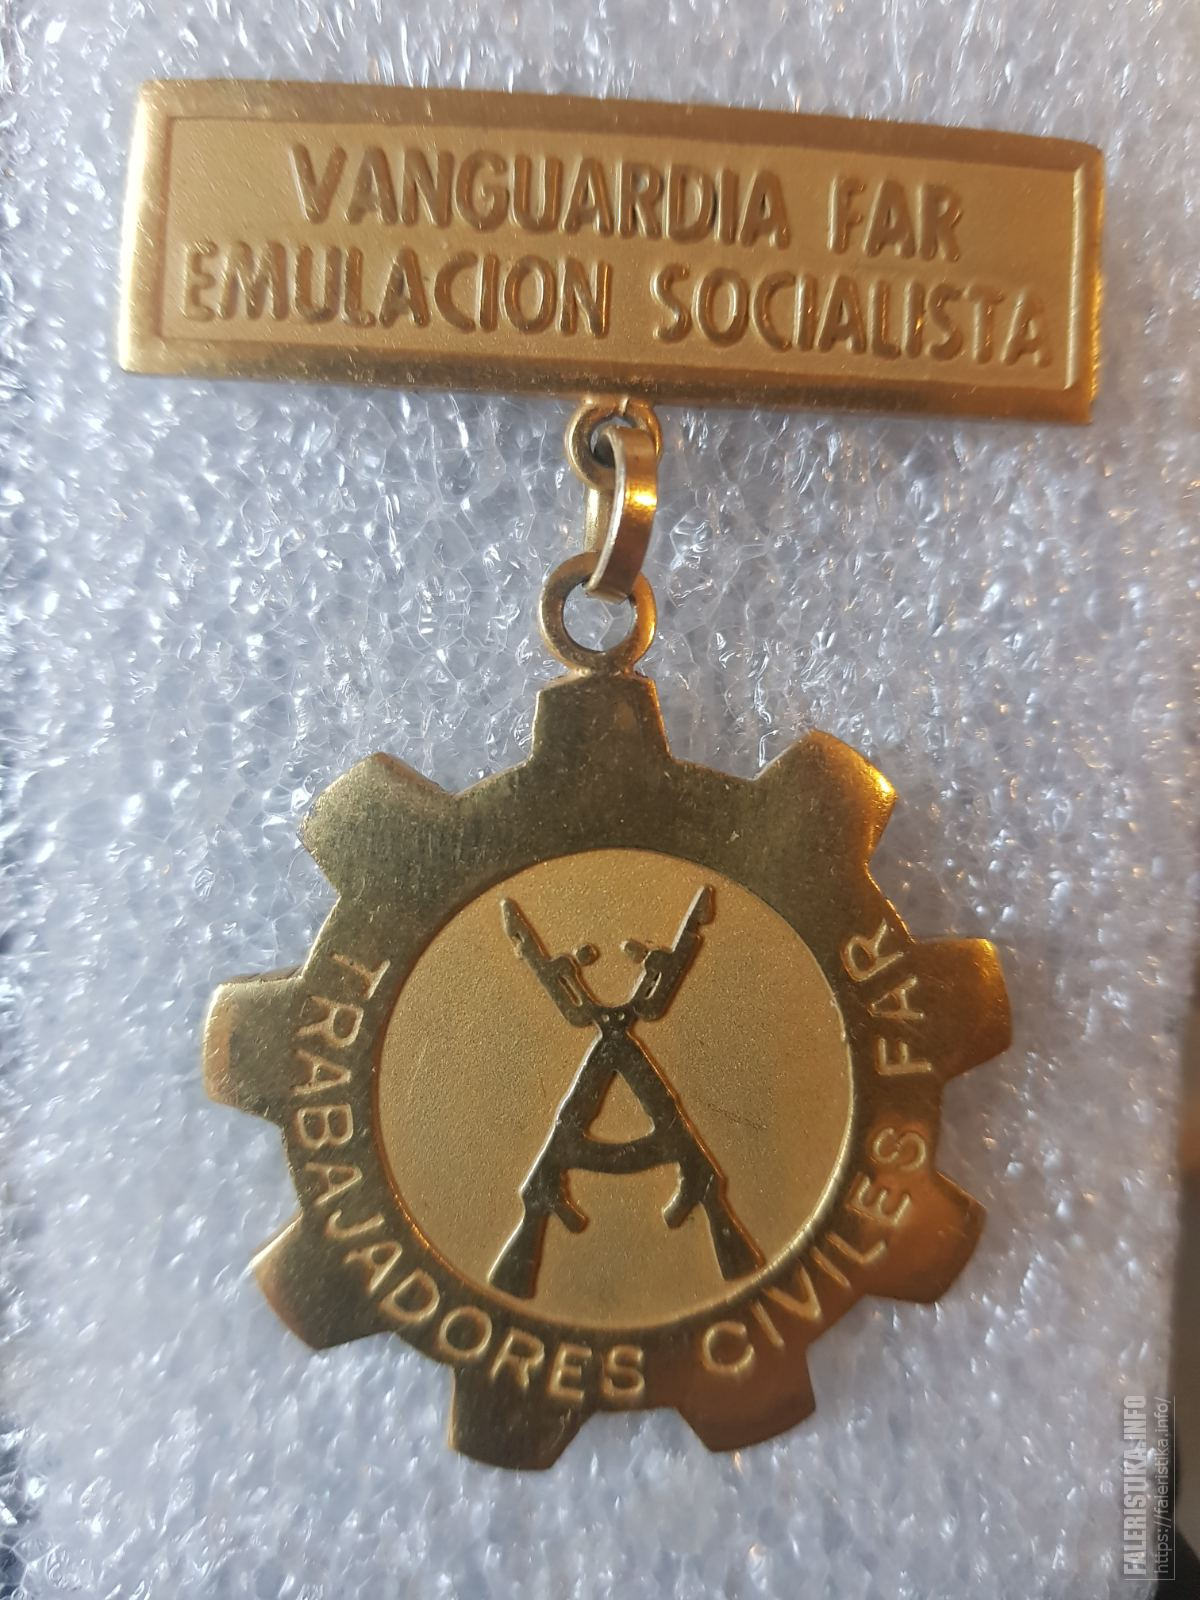 VANGUARDIA FAR
EMULACION SOCIALISTA
TRABAJADORES CIVILES FAR
FALERISTIKA.INFO
https://faleristika.info/